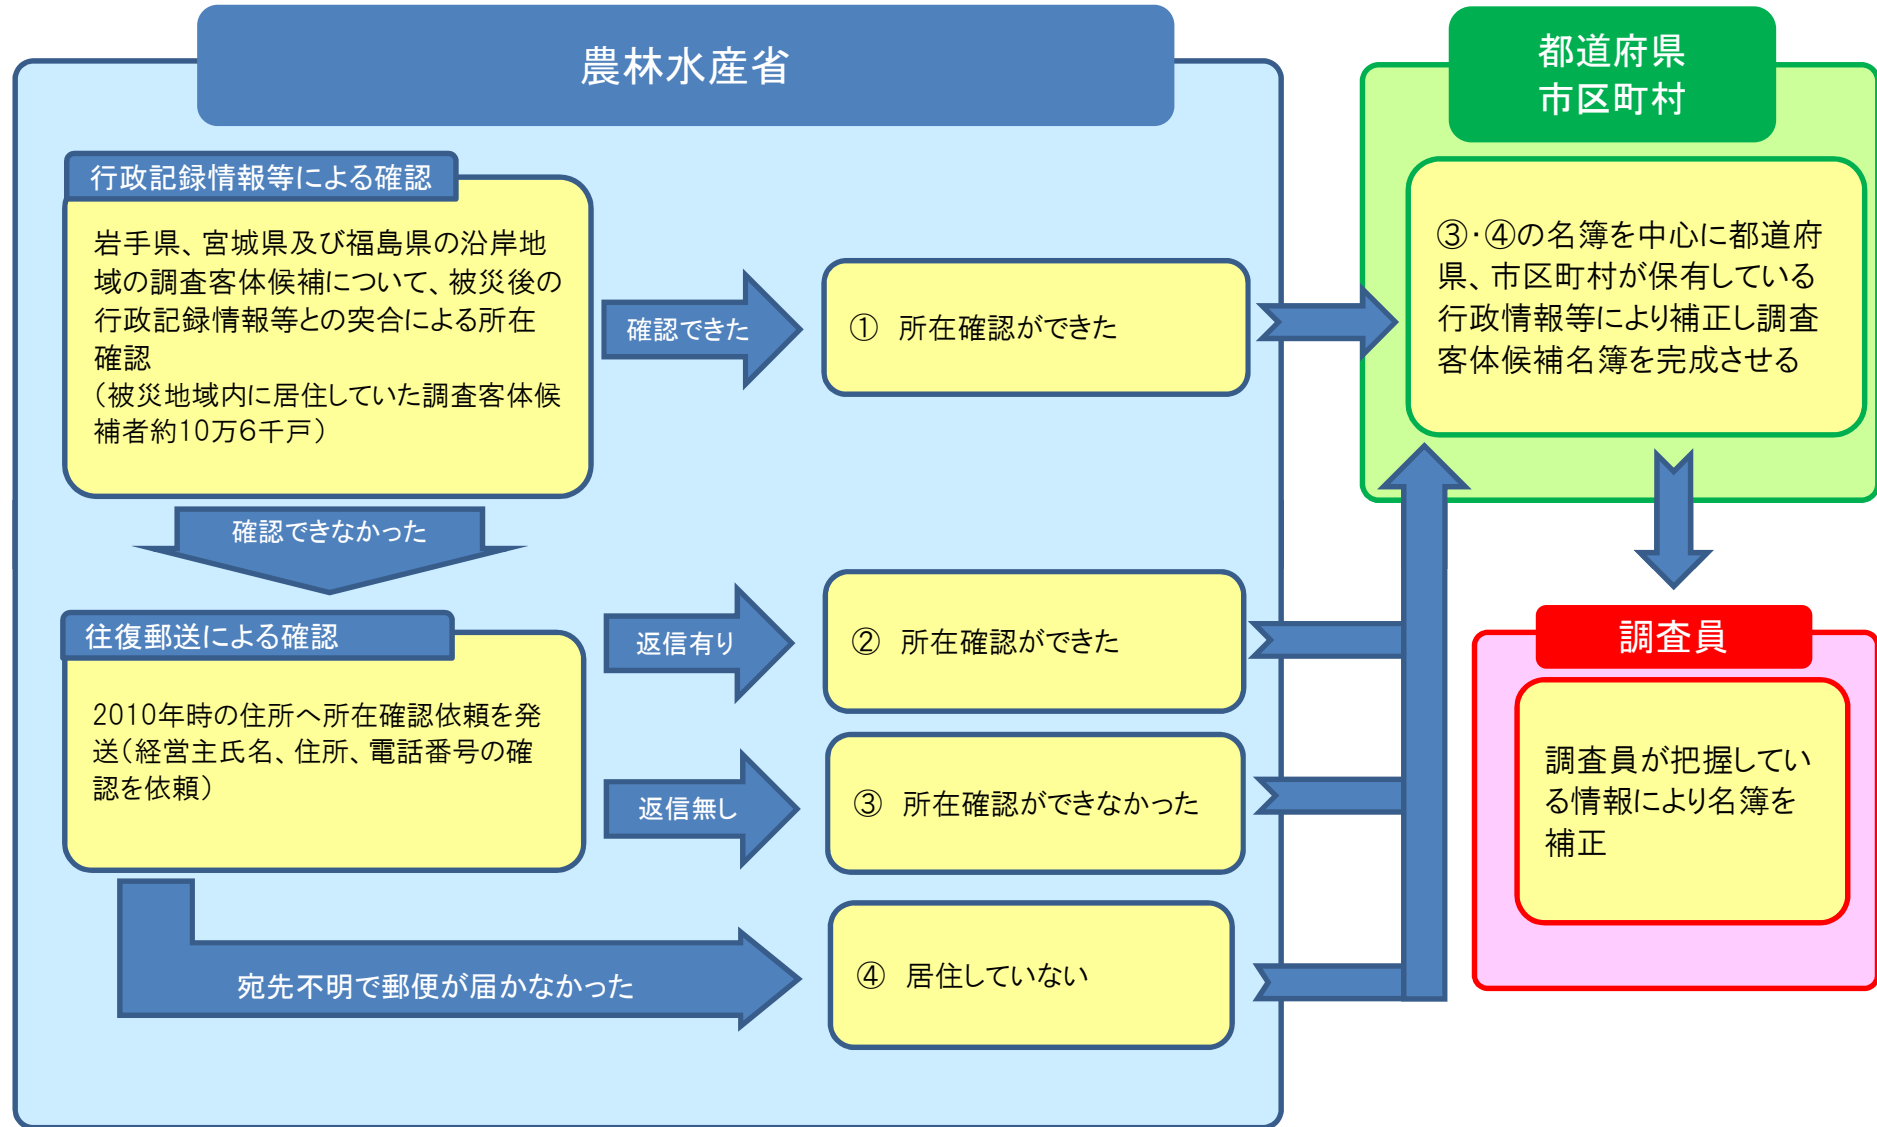 農林水産省
行政記録情報等による確認
岩手県、宮城県及び福島県の沿岸地
域の調査客体候補について、被災後の
行政記録情報等との突合による所在
確認
（被災地域内に居住していた調査客体候
補者約10万6千戸）
確認できた
① 所在確認ができた
確認できなかった
往復郵送による確認
2010年時の住所へ所在確認依頼を発
送（経営主氏名、住所、電話番号の確
認を依頼）
返信有り
② 所在確認ができた
返信無し
③ 所在確認ができなかった
宛先不明で郵便が届かなかった
④ 居住していない
都道府県
市区町村
③・④の名簿を中心に都道府
県、市区町村が保有している
行政情報等により補正し調査
客体候補名簿を完成させる
調査員
調査員が把握してい
る情報により名簿を
補正